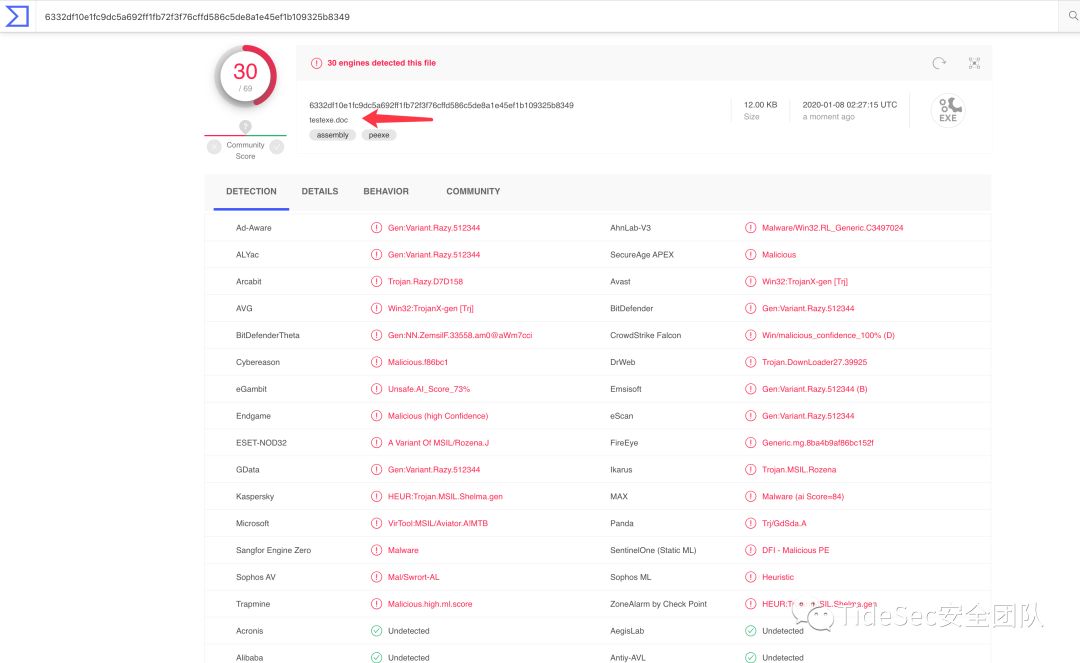 6332df10e1fc9dc5a692ff1fb72f3f76cffd586c5de8a1e45ef1b109325b8349
30
/ 69
?
Community
Score
30 engines detected this file
6332df10e1fc9dc5a692ff1fb72f3f76cffd586c5de8a1e45ef1b109325b8349
testexe.doc
assembly peexe
12.00 KB
Size
2020-01-08 02:27:15 UTC
a moment ago
EXE
DETECTION DETAILS BEHAVIOR COMMUNITY
Ad-Aware Gen:Variant.Razy.512344 AhnLab-V3 Malware/Win32.RL_Generic.C3497024
ALYac Gen:Variant.Razy.512344 SecureAge APEX Malicious
Arcabit Trojan.Razy.D7D158 Avast Win32:TrojanX-gen [Trj]
AVG Win32:TrojanX-gen [Trj] BitDefender Gen:Variant.Razy.512344
BitDefenderTheta Gen:NN.ZemsilF.33558.am0@aWm7cci CrowdStrike Falcon Win/malicious_confidence_100% (D)
Cybereason Malicious.f86bc1 DrWeb Trojan.DownLoader27.39925
eGambit Unsafe.AI_Score_73% Emsisoft Gen:Variant.Razy.512344 (B)
Endgame Malicious (high Confidence) eScan Gen:Variant.Razy.512344
ESET-NOD32 A Variant Of MSIL/Rozena.J FireEye Generic.mg.8ba4b9af86bc152f
GData Gen:Variant.Razy.512344 Ikarus Trojan.MSIL.Rozena
Kaspersky HEUR:Trojan.MSIL.Shelma.gen MAX Malware (ai Score=84)
Microsoft VirTool:MSIL/Aviator.A!MTB Panda Trj/GdSda.A
Sangfor Engine Zero Malware SentinelOne (Static ML) DFI - Malicious PE
Sophos AV Mal/Swrort-AL Sophos ML Heuristic
Trapmine Malicious.high.ml.score ZoneAlarm by Check Point HEUR:Trojan.MSIL.Shelma.gen
TideSec安全团队
Acronis Undetected AegisLab Undetected
Alibaba Undetected Antiy-AVL Undetected